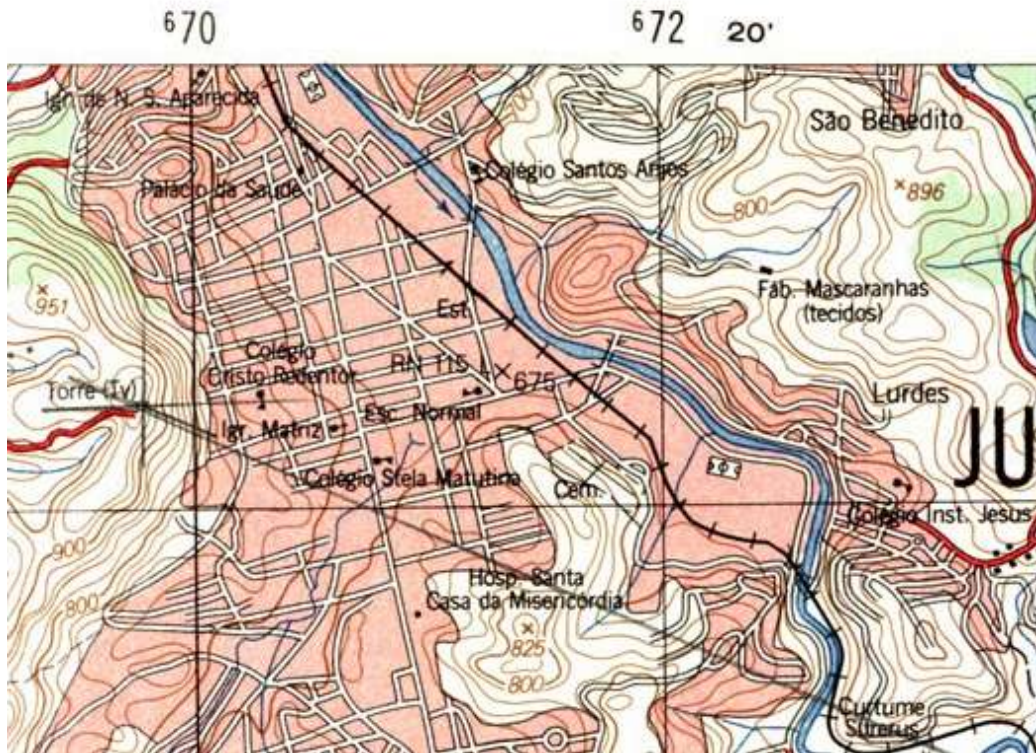 670
672 20'
Igr. de N. S. Aparecida
700
São Benedito
Palácio da Saúde
Colégio Santos Anjos
800
896
951
Fáb. Mascaranhas
(tecidos)
Est.
Colégio
Cristo Redentor
RN 115
675
Torre (Tv)
Esc. Normal
Lurdes
Igr. Matriz
JU
Colégio Stela Matutina
Cem.
Colégio Inst. Jesus
900
Hosp. Santa
Casa da Misericórdia
800
825
800
Curtume
Surerus